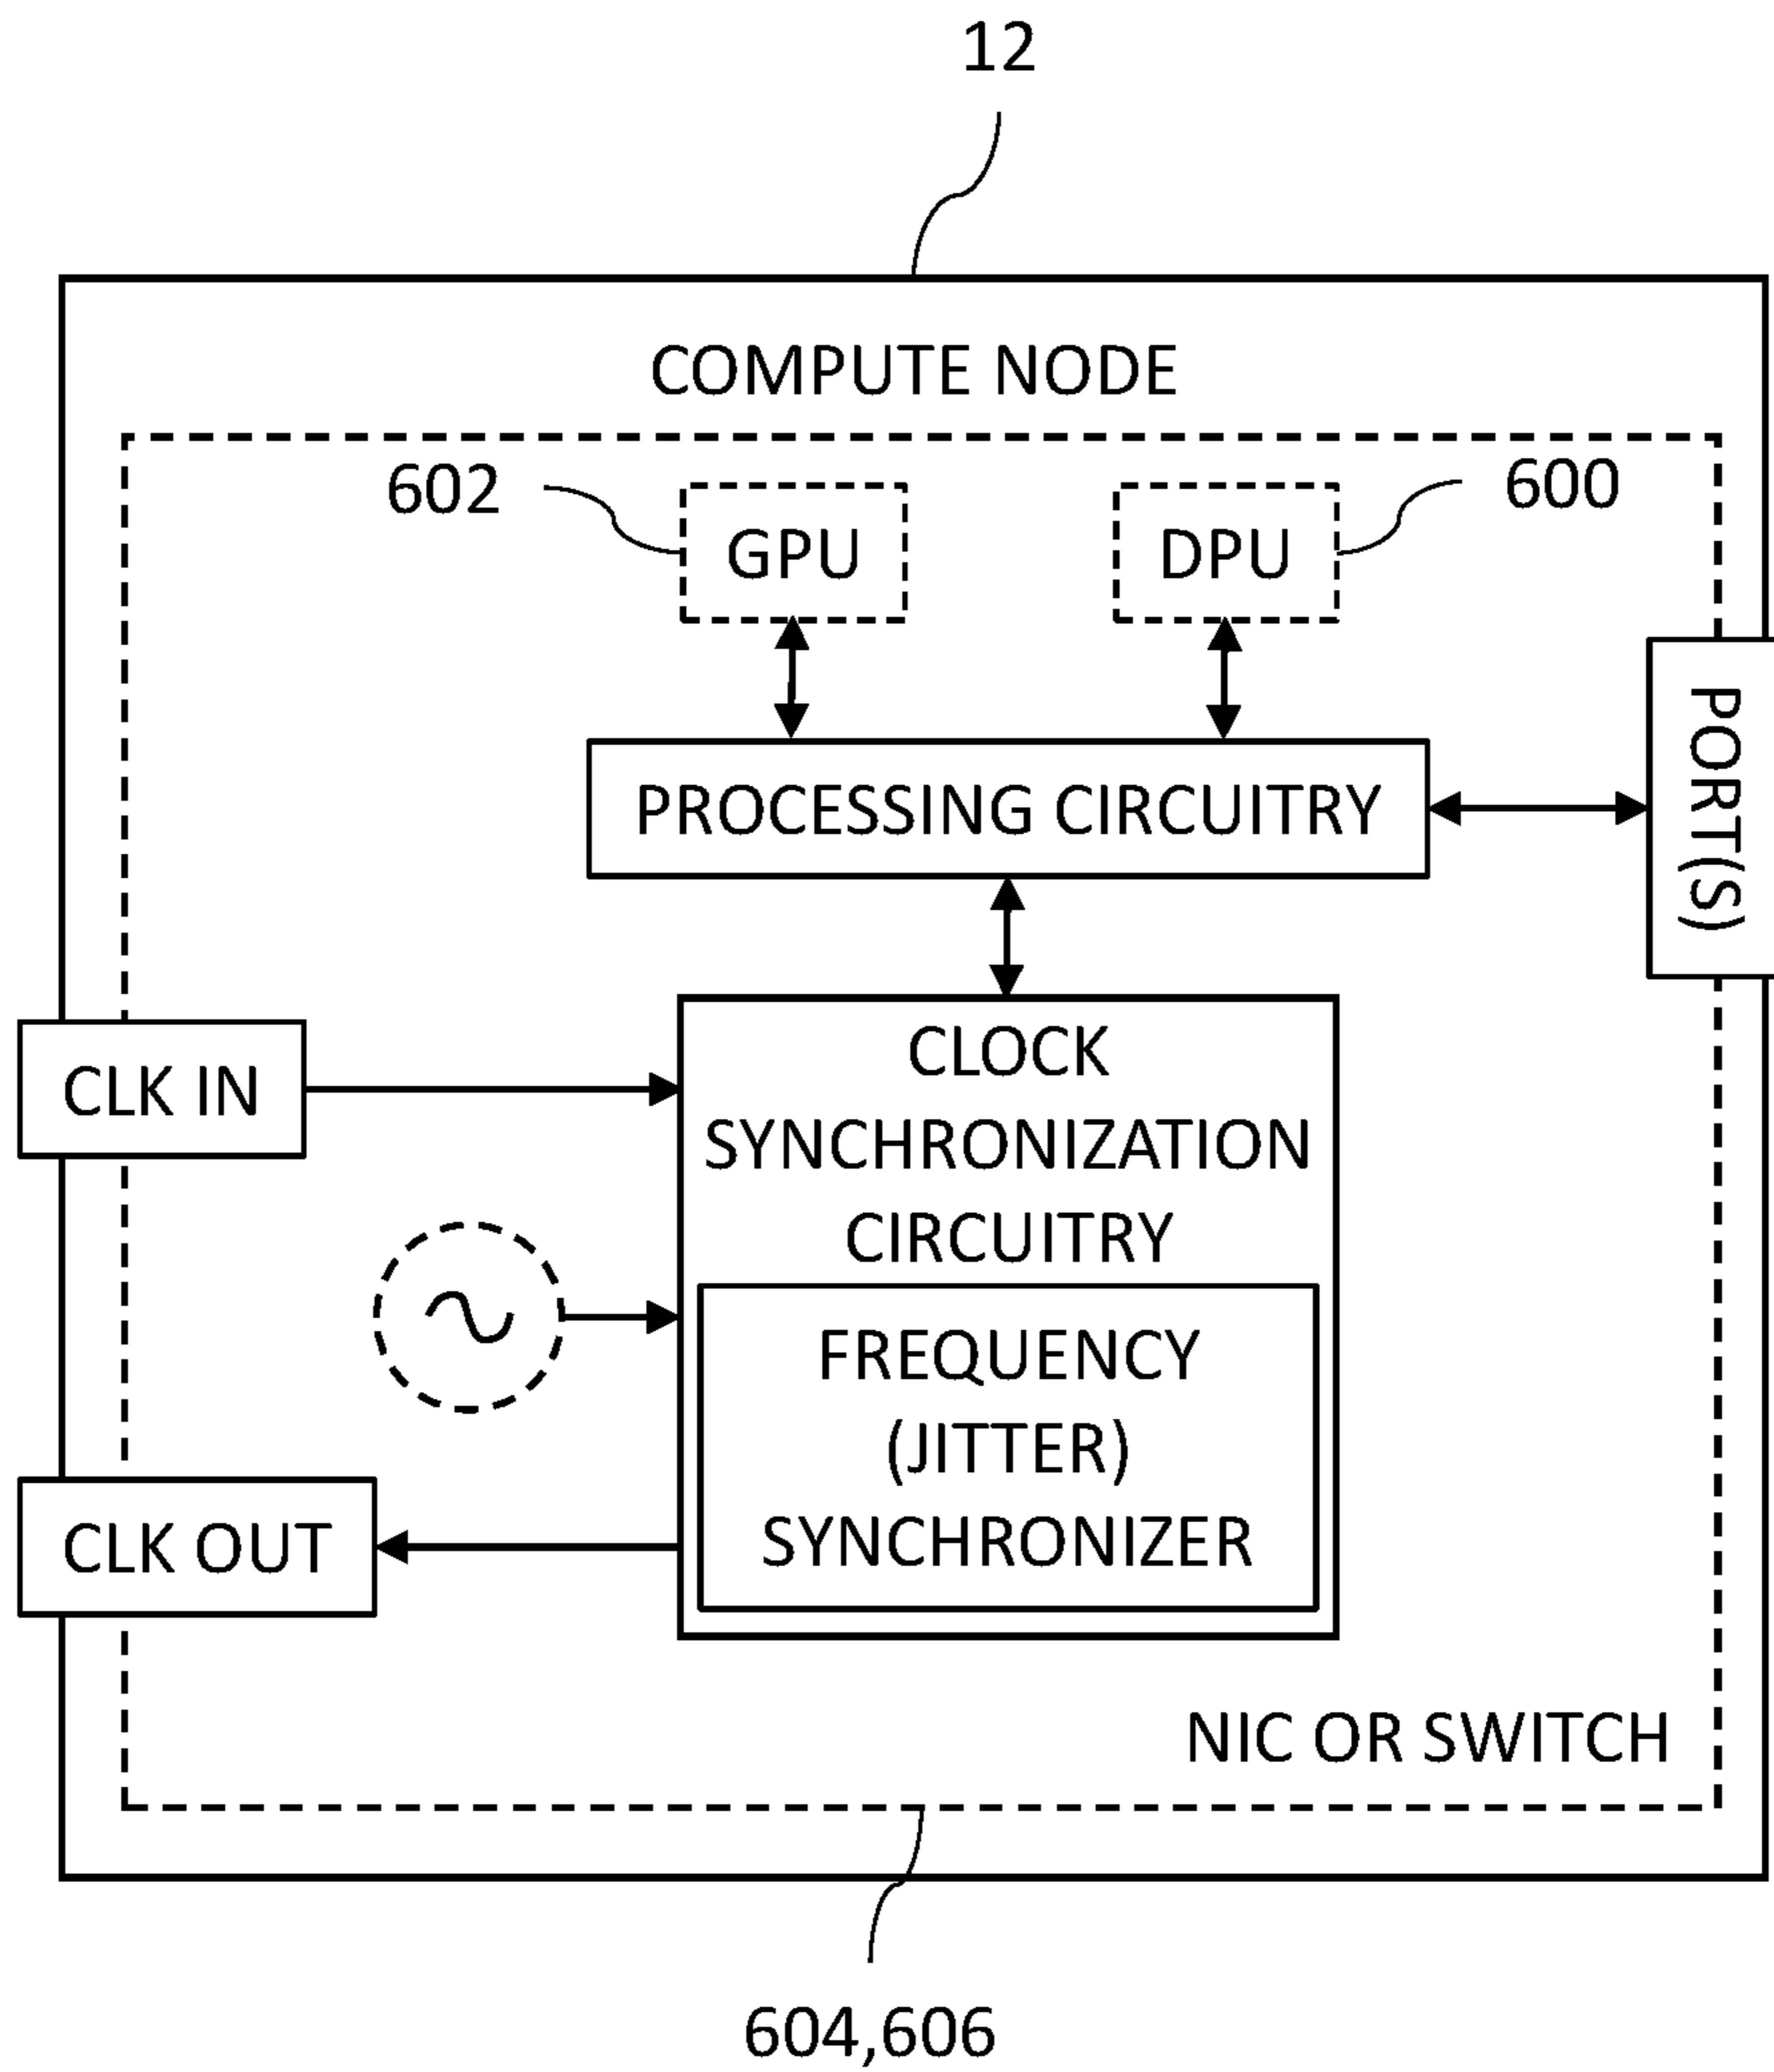 12
COMPUTE NODE
602
GPU
DPU
600
PROCESSING CIRCUITRY
PORT(S)
CLK IN
CLOCK
SYNCHRONIZATION
CIRCUITRY
FREQUENCY
(JITTER)
SYNCHRONIZER
CLK OUT
NIC OR SWITCH
604,606